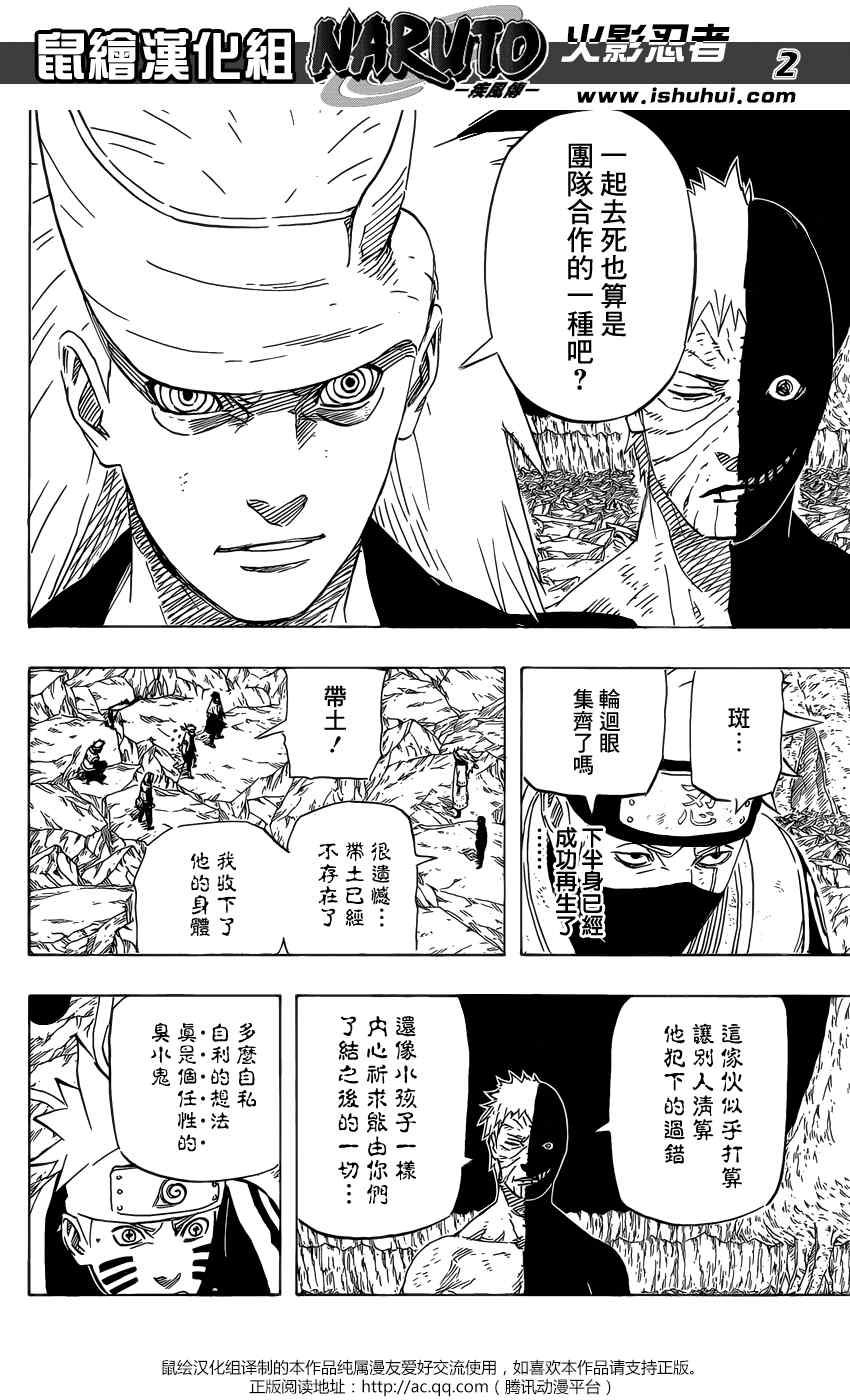 鼠繪漢化組
NARUTO
疾風傳
火影忍者
2
www.ishuhui.com
一起去死也算是
團隊合作的一種吧？
斑…
輪迴眼
集齊了嗎
下半身已經
成功再生了
……
帶土！
很遺憾…
帶土已經
不存在了
我收下了
他的身體
這傢伙似乎打算
讓別人清算
他犯下的過錯
還像小孩子一樣
內心祈求能由你們
了結之後的一切…
多麼自私
自利的想法
真是個任性的
臭小鬼
鼠绘汉化组译制的本作品纯属漫友爱好交流使用，如喜欢本作品请支持正版。
正版阅读地址：http://ac.qq.com（腾讯动漫平台）